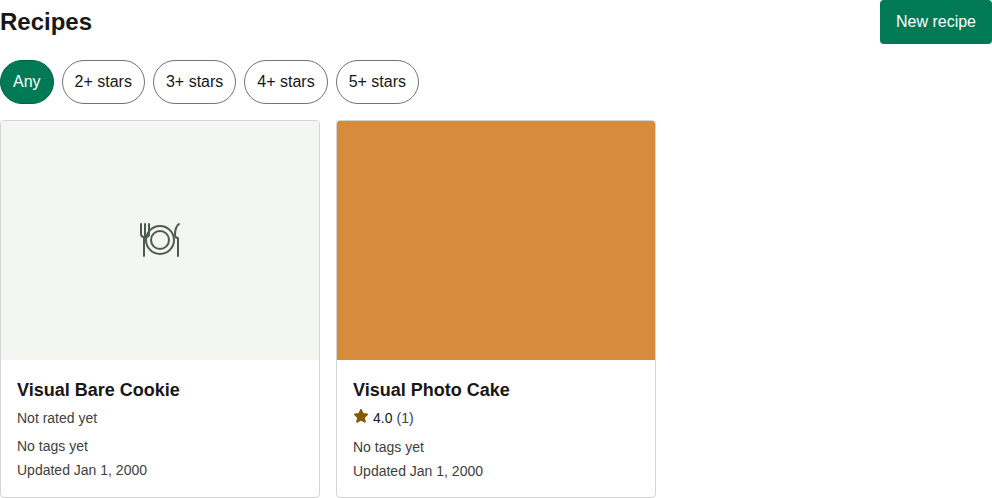 Recipes
New recipe
Any
2+ stars
3+ stars
4+ stars
5+ stars
Visual Bare Cookie
Not rated yet
No tags yet
Updated Jan 1, 2000
Visual Photo Cake
4.0 (1)
No tags yet
Updated Jan 1, 2000